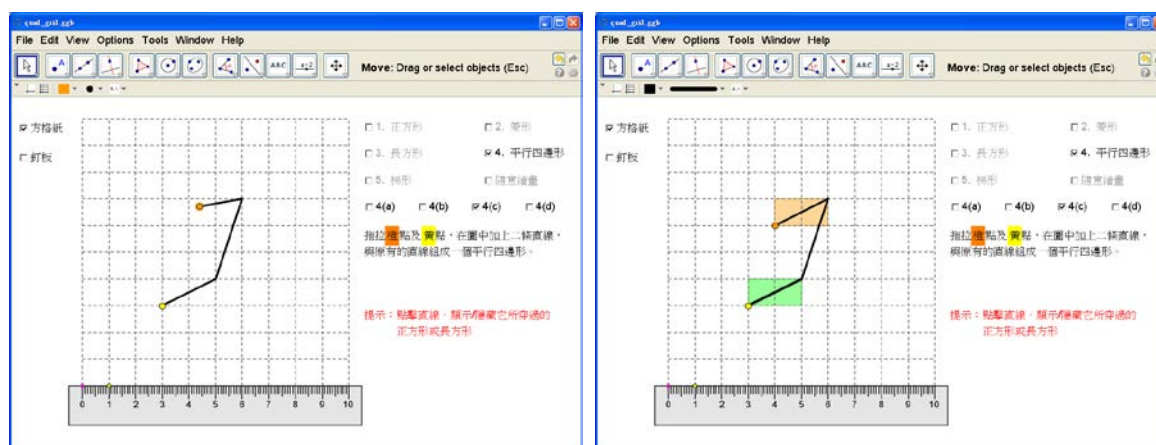 quad_grid.ggb
File Edit View Options Tools Window Help
A
ABC
a=2
Move: Drag or select objects (Esc)
方格紙
釘板
1. 正方形
2. 菱形
3. 長方形
4. 平行四邊形
5. 梯形
隨意繪畫
4(a) 4(b) 4(c) 4(d)
拖拉橙點及黃點,在圖中加上二條直線,
與原有的直線組成一個平行四邊形。
提示:點擊直線,顯示/隱藏它所穿過的
正方形或長方形
0 1 2 3 4 5 6 7 8 9 10
quad_grid.ggb
File Edit View Options Tools Window Help
A
ABC
a=2
Move: Drag or select objects (Esc)
方格紙
釘板
1. 正方形
2. 菱形
3. 長方形
4. 平行四邊形
5. 梯形
隨意繪畫
4(a) 4(b) 4(c) 4(d)
拖拉橙點及黃點,在圖中加上二條直線,
與原有的直線組成一個平行四邊形。
提示:點擊直線,顯示/隱藏它所穿過的
正方形或長方形
0 1 2 3 4 5 6 7 8 9 10